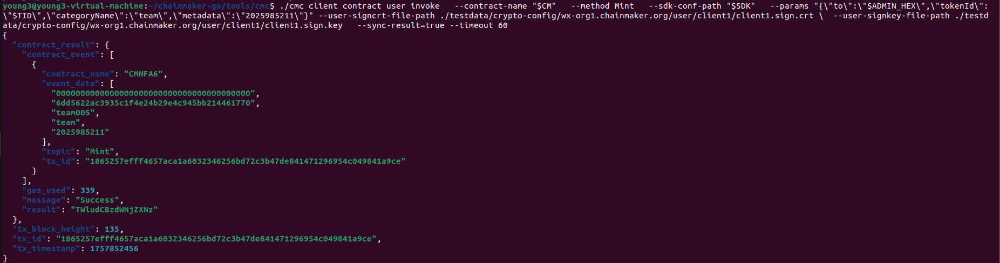 young3@young3-virtual-machine:~/chainmaker-go/tools/cmc$ ./cmc client contract user invoke   --contract-name "$CM"   --method Mint   --sdk-conf-path "$SDK"   --params "{\"to\":\"$ADMIN_HEX\",\"tokenId\":
\"$TID\",\"categoryName\":\"team\",\"metadata\":\"2025985211\"}" --user-signcrt-file-path ./testdata/crypto-config/wx-org1.chainmaker.org/user/client1/client1.sign.crt \  --user-signkey-file-path ./testd
ata/crypto-config/wx-org1.chainmaker.org/user/client1/client1.sign.key   --sync-result=true --timeout 60
{
  "contract_result": {
    "contract_event": [
      {
        "contract_name": "CMNFA6",
        "event_data": [
          "0000000000000000000000000000000000000000",
          "6dd5622ac3935c1f4e24b29e4c945bb214461770",
          "team005",
          "team",
          "2025985211"
        ],
        "topic": "Mint",
        "tx_id": "1865257efff4657aca1a6032346256bd72c3b47de841471296954c049841a9ce"
      }
    ],
    "gas_used": 339,
    "message": "Success",
    "result": "TWludCBzdWNjZXNz"
  },
  "tx_block_height": 135,
  "tx_id": "1865257efff4657aca1a6032346256bd72c3b47de841471296954c049841a9ce",
  "tx_timestamp": 1757852456
}